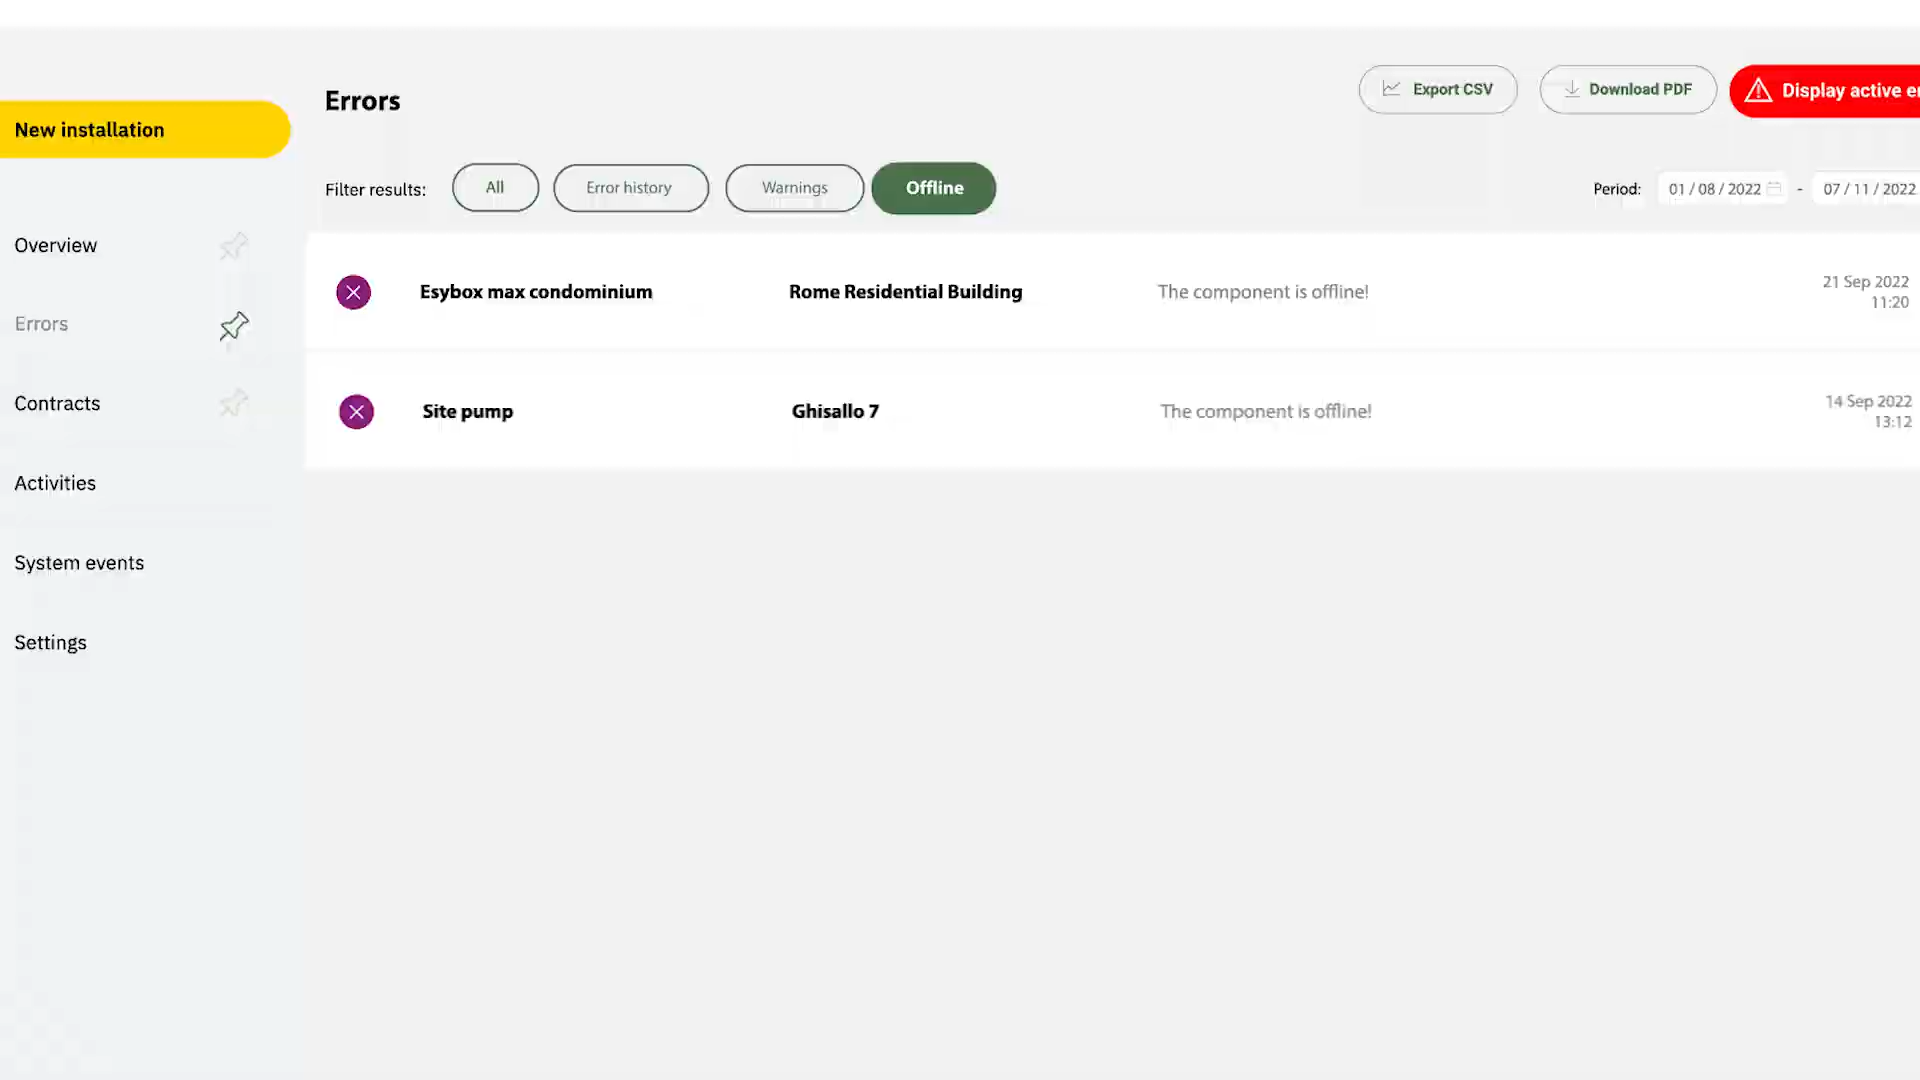 Errors
Export CSV
Download PDF
Display active
New installation
Filter results:
All
Error history
Warnings
Offline
Period:
01 / 08 / 2022
-
07 / 11 / 2022
Overview
Esybox max condominium
Rome Residential Building
The component is offline!
21 Sep 2022
11:20
Errors
Contracts
Site pump
Ghisallo 7
The component is offline!
14 Sep 2022
13:12
Activities
System events
Settings